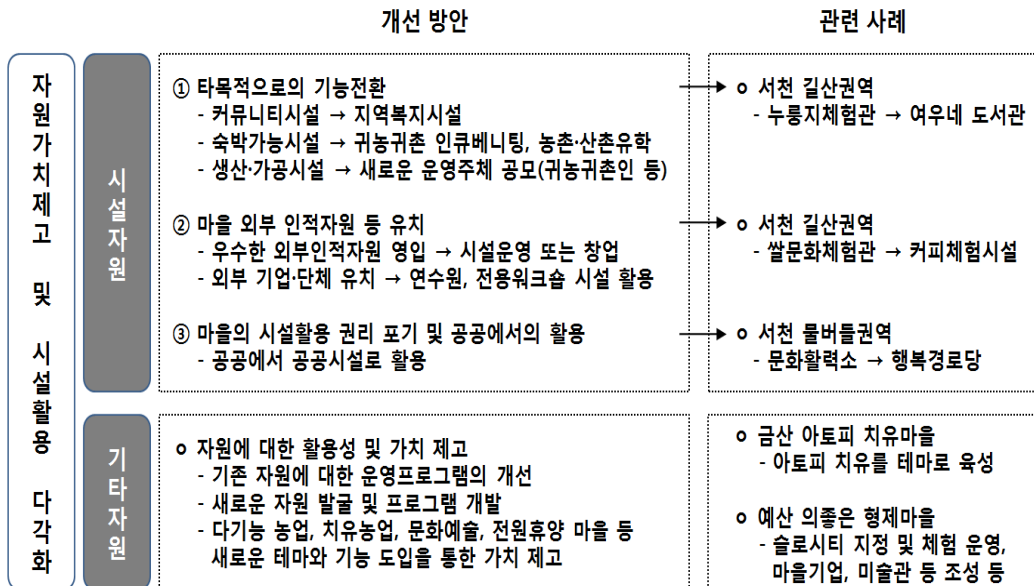 개선 방안
관련 사례
자원가치제고 및 시설활용 다각화
시설자원
① 타목적으로의 기능전환
- 커뮤니티시설 → 지역복지시설
- 숙박가능시설 → 귀농귀촌 인큐베니팅, 농촌·산촌유학
- 생산·가공시설 → 새로운 운영주체 공모(귀농귀촌인 등)
② 마을 외부 인적자원 등 유치
- 우수한 외부인적자원 영입 → 시설운영 또는 창업
- 외부 기업·단체 유치 → 연수원, 전용워크숍 시설 활용
③ 마을의 시설활용 권리 포기 및 공공에서의 활용
- 공공에서 공공시설로 활용
o 서천 길산권역
- 누룽지체험관 → 여우네 도서관
o 서천 길산권역
- 쌀문화체험관 → 커피체험시설
o 서천 물버들권역
- 문화활력소 → 행복경로당
기타자원
o 자원에 대한 활용성 및 가치 제고
- 기존 자원에 대한 운영프로그램의 개선
- 새로운 자원 발굴 및 프로그램 개발
- 다기능 농업, 치유농업, 문화예술, 전원휴양 마을 등
새로운 테마와 기능 도입을 통한 가치 제고
o 금산 아토피 치유마을
- 아토피 치유를 테마로 육성
o 예산 의좋은 형제마을
- 슬로시티 지정 및 체험 운영,
마을기업, 미술관 등 조성 등